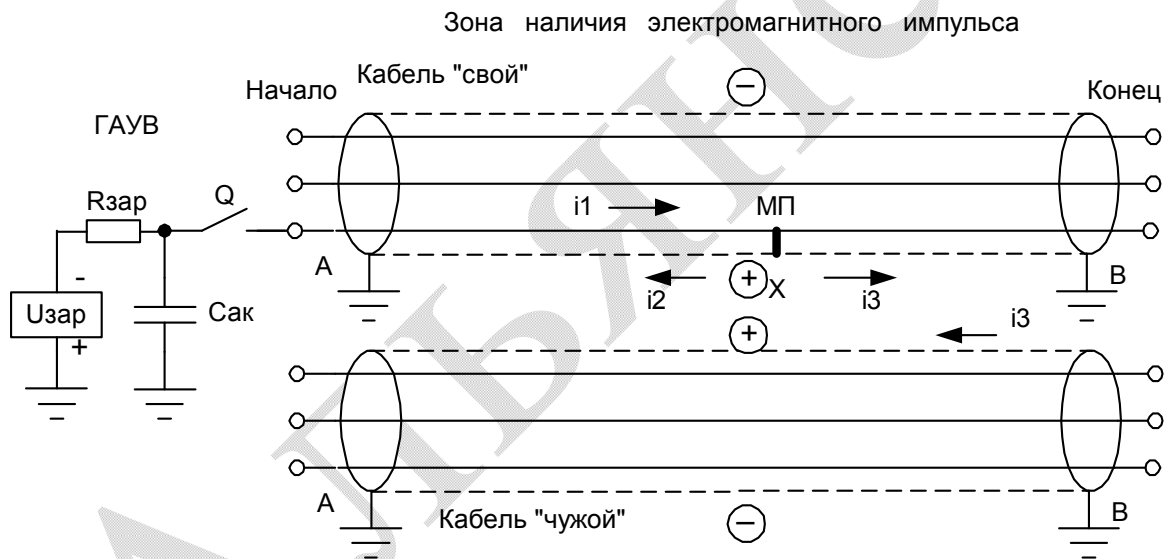 Зона наличия электромагнитного импульса
Кабель "свой"
−
Начало
Конец
ГАУВ
Rзар
Q
i1
МП
A
B
-
+
X
i2
i3
Uзар
Сак
+
+
i3
A
B
Кабель "чужой"
−
ЛЬЯНО